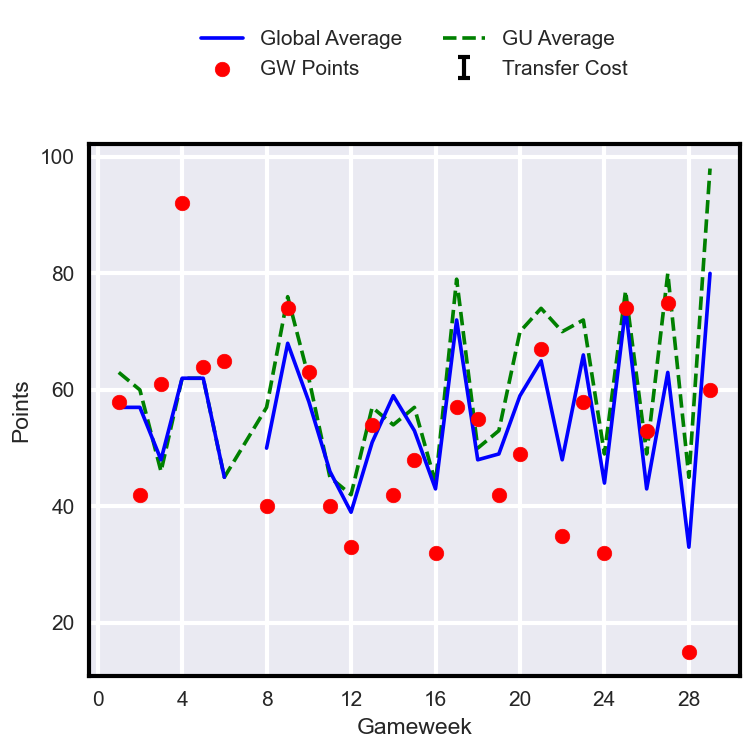 Global Average
GU Average
GW Points
Transfer Cost
100
80
60
40
20
Points
0 4 8 12 16 20 24 28
Gameweek